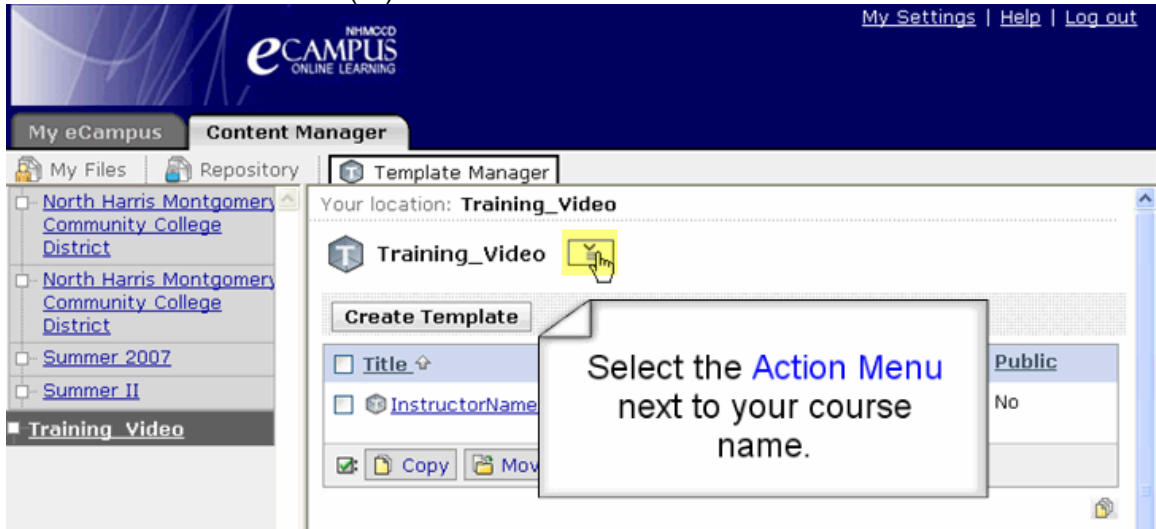 My Settings | Help | Log out
NHMCCD
eCAMPUS
ONLINE LEARNING
My eCampus
Content Manager
My Files
Repository
Template Manager
North Harris Montgomery
Community College
District
North Harris Montgomery
Community College
District
Summer 2007
Summer II
Training_Video
Your location: Training_Video
Training_Video
Create Template
Title
Public
InstructorName
No
Copy
Mov
Select the Action Menu
next to your course
name.